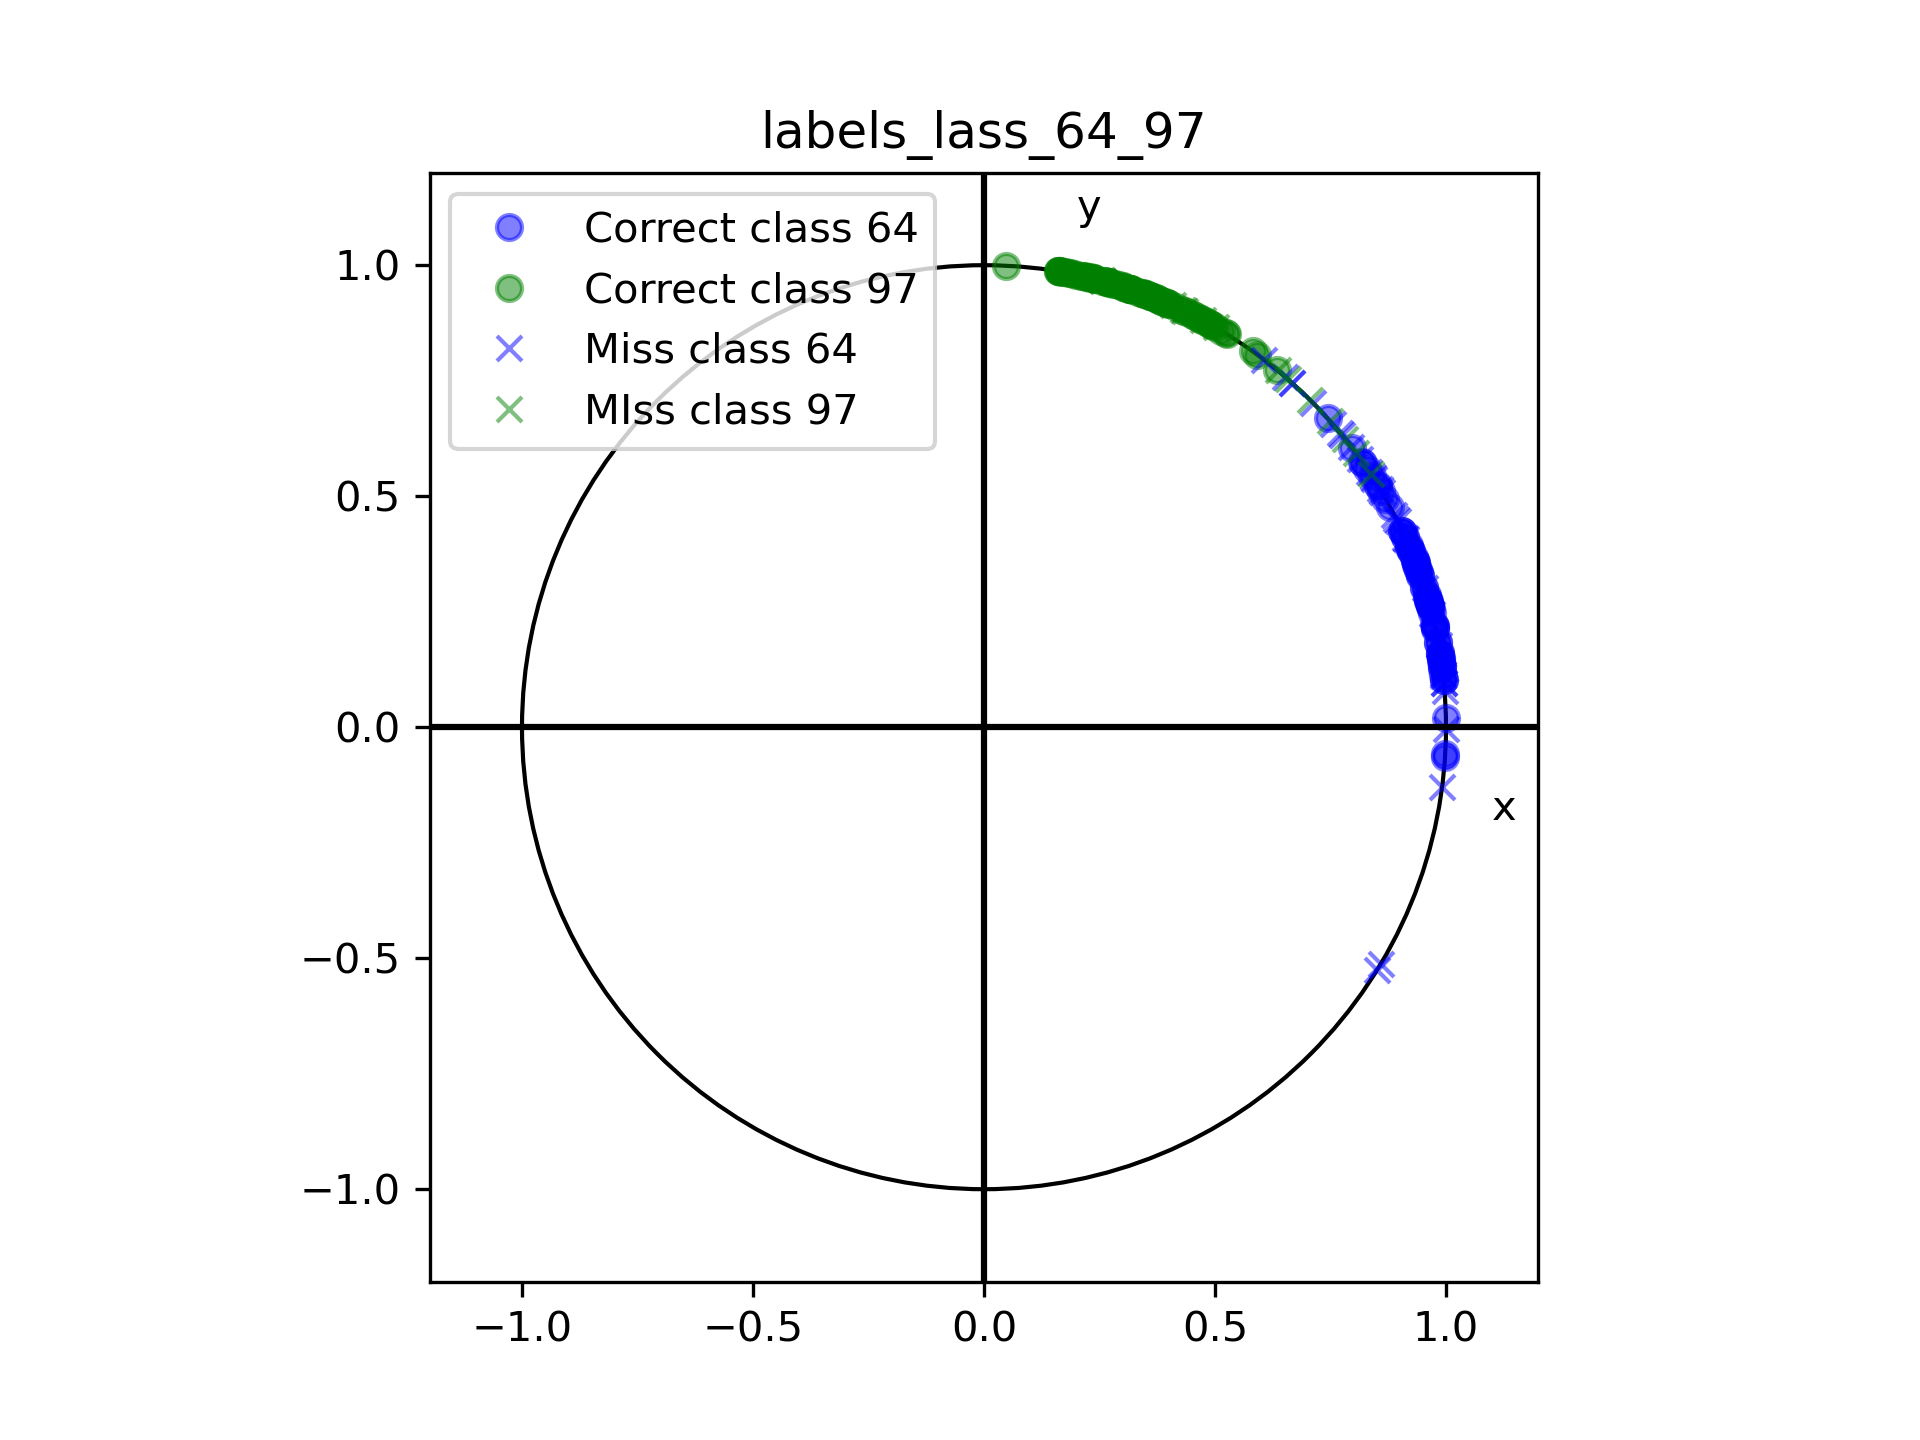 labels_lass_64_97
y
Correct class 64
Correct class 97
Miss class 64
MIss class 97
1.0
0.5
0.0
−0.5
−1.0
x
−1.0 −0.5 0.0 0.5 1.0